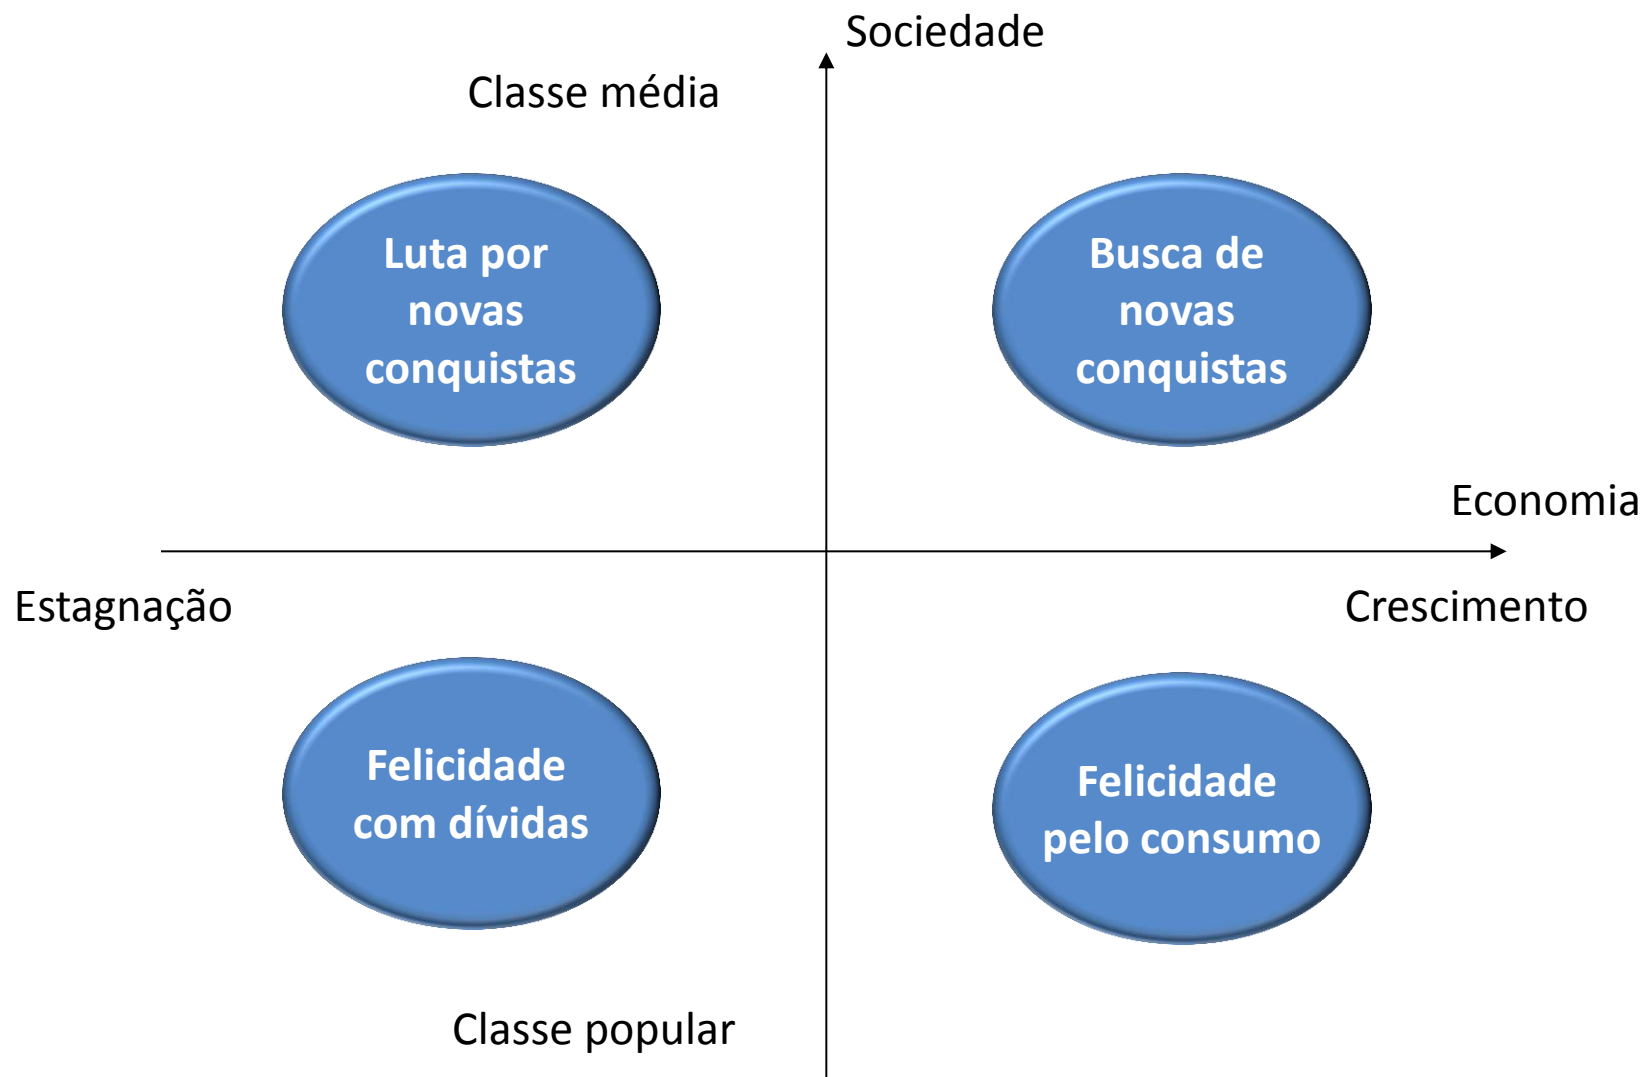 Sociedade
Classe média
Luta por
novas
conquistas
Busca de
novas
conquistas
Economia
Estagnação
Crescimento
Felicidade
com dívidas
Felicidade
pelo consumo
Classe popular